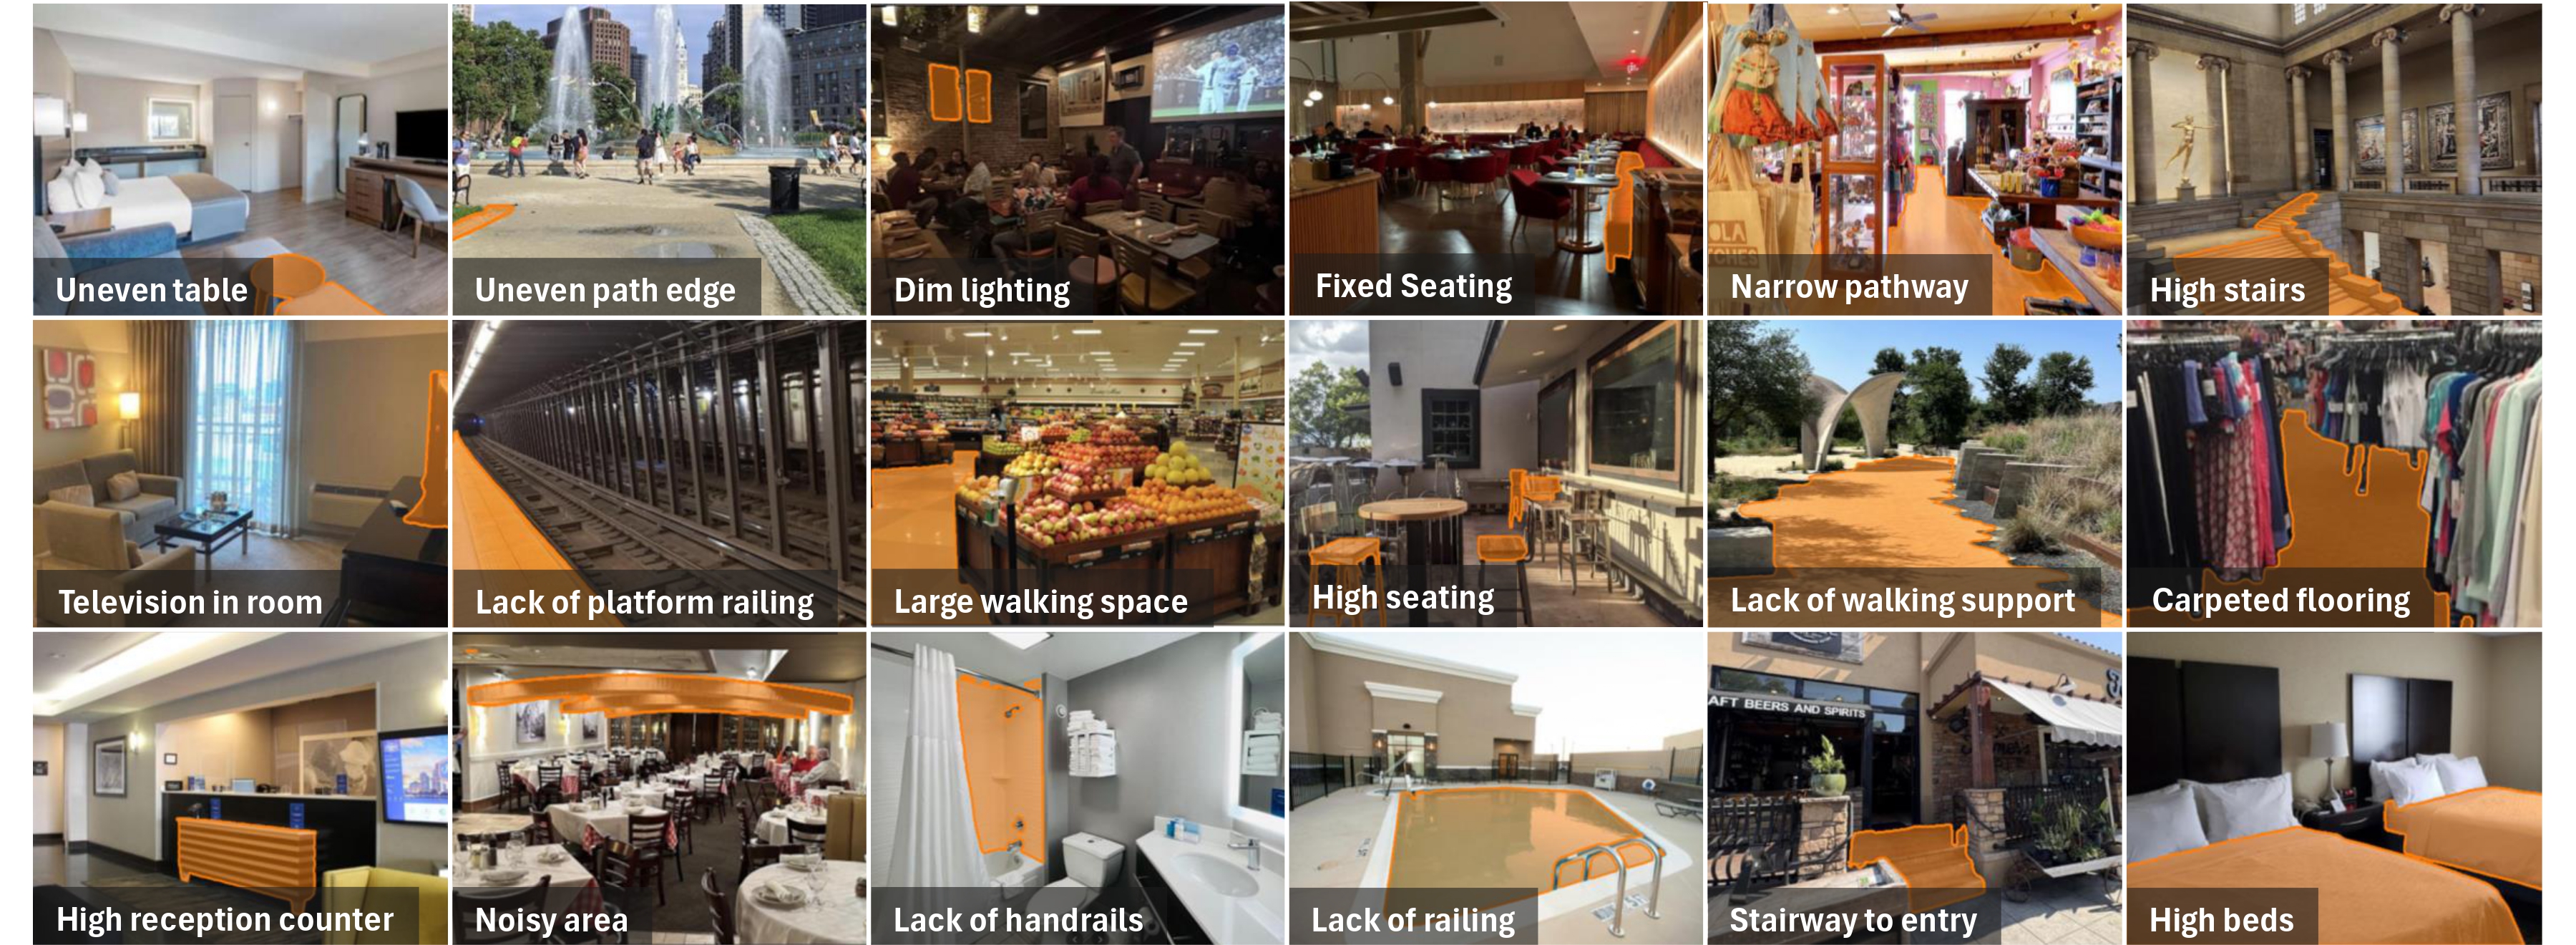 Uneven table
Uneven path edge
Dim lighting
Fixed Seating
Narrow pathway
High stairs
Television in room
Lack of platform railing
Large walking space
High seating
Lack of walking support
Carpeted flooring
AFT BEERS AND SPIRITS
High reception counter
Noisy area
Lack of handrails
Lack of railing
Stairway to entry
High beds